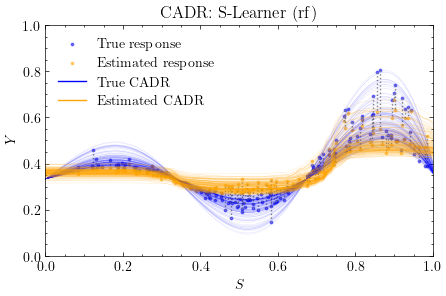 CADR: S-Learner (rf)
1.0
0.8
0.6
0.4
0.2
0.0
Y
True response
Estimated response
True CADR
Estimated CADR
0.0 0.2 0.4 0.6 0.8 1.0
S